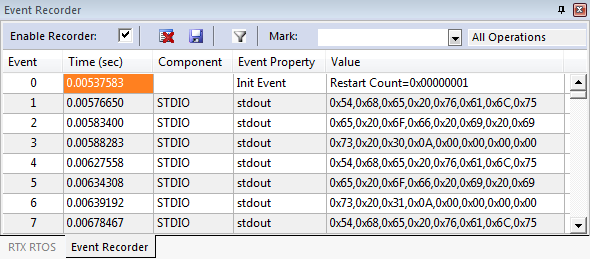 Event Recorder
Enable Recorder: Mark: All Operations
Event Time (sec) Component Event Property Value
0 0.00537583 Init Event Restart Count=0x00000001
1 0.00576650 STDIO stdout 0x54,0x68,0x65,0x20,0x76,0x61,0x6C,0x75
2 0.00583400 STDIO stdout 0x65,0x20,0x6F,0x66,0x20,0x69,0x20,0x69
3 0.00588283 STDIO stdout 0x73,0x20,0x30,0x0A,0x00,0x00,0x00,0x00
4 0.00627558 STDIO stdout 0x54,0x68,0x65,0x20,0x76,0x61,0x6C,0x75
5 0.00634308 STDIO stdout 0x65,0x20,0x6F,0x66,0x20,0x69,0x20,0x69
6 0.00639192 STDIO stdout 0x73,0x20,0x31,0x0A,0x00,0x00,0x00,0x00
7 0.00678467 STDIO stdout 0x54,0x68,0x65,0x20,0x76,0x61,0x6C,0x75
RTX RTOS Event Recorder